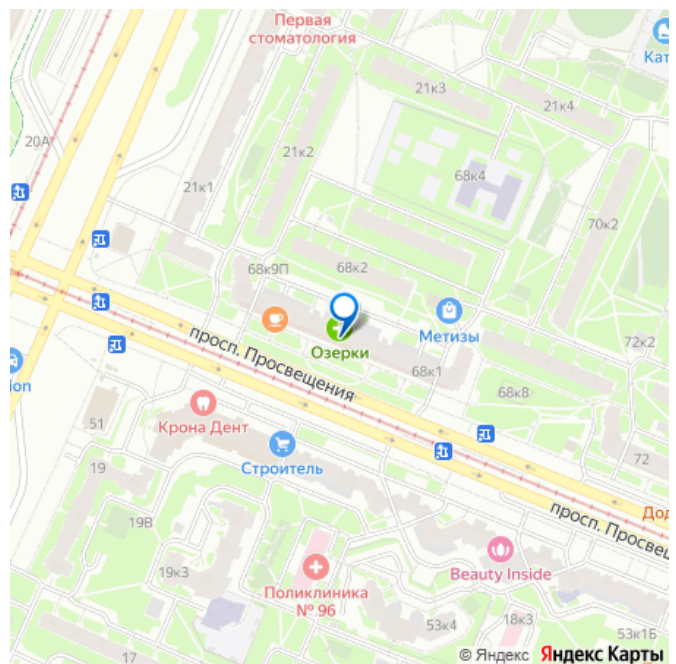 Первая
стоматология
Кат
21к3
21к4
20А
21к2
68к4
21к1
70к2
68к9П
68к2
Метизы
72к2
просп. Просвещения
Озерки
68к1
ion
68к8
Крона Дент
51
Строитель
72
19
просп. Просвещ
Дод
19В
Beauty Inside
19к3
Поликлиника
№ 96
53к4
18к3
53к1Б
17
© Яндекс Яндекс Карты